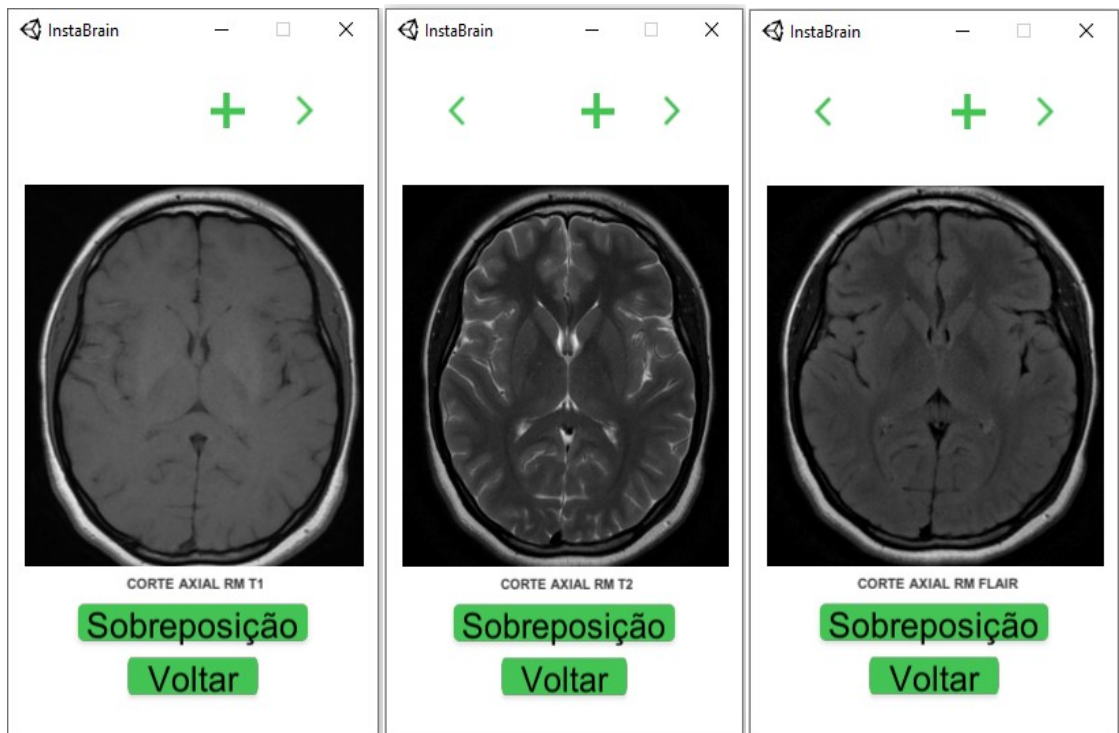 InstaBrain
CORTE AXIAL RM T1
Sobreposição
Voltar
InstaBrain
CORTE AXIAL RM T2
Sobreposição
Voltar
InstaBrain
CORTE AXIAL RM FLAIR
Sobreposição
Voltar